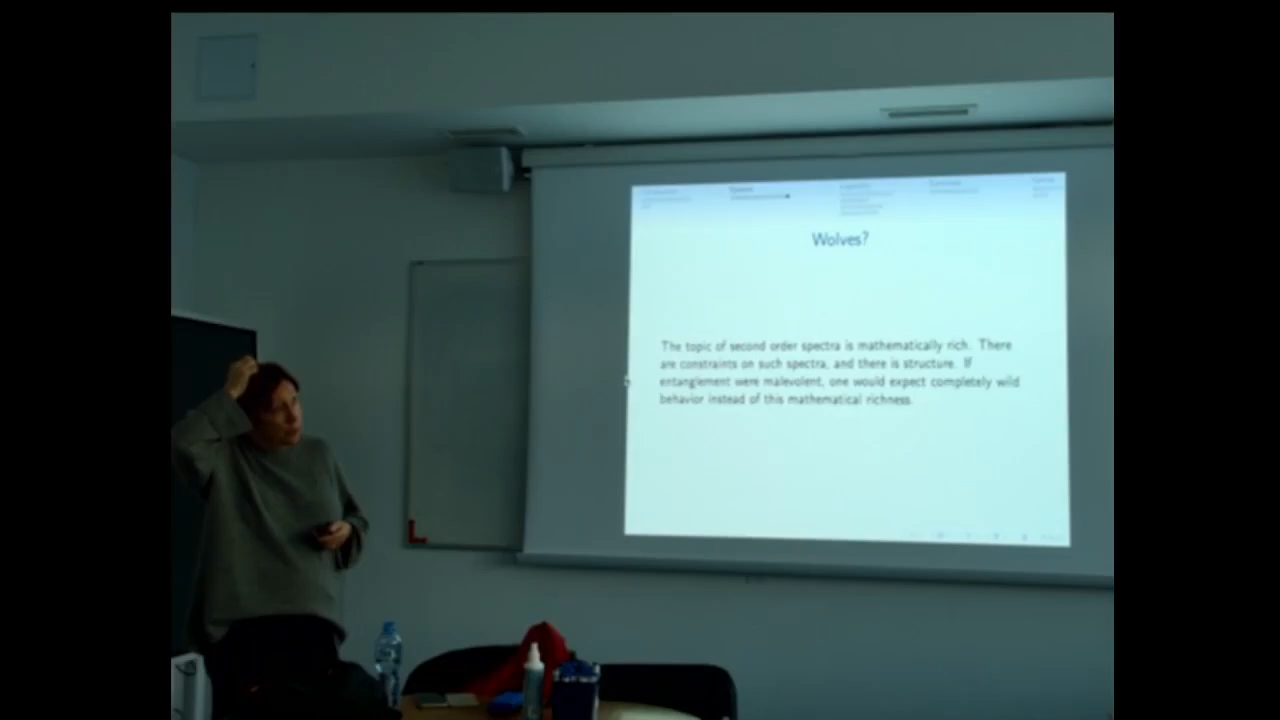 Wolves?
The topic of second order spectra is mathematically rich. There
are constraints on such spectra, and there is structure. If
entanglement were malevolent, one would expect completely wild
behavior instead of this mathematical richness.